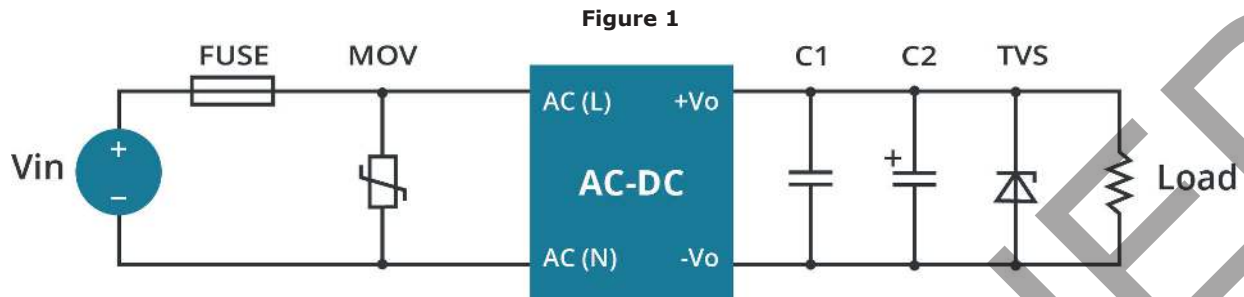 Figure 1
FUSE MOV C1 C2 TVS
AC (L) +Vo
Vin + − AC-DC + Load
AC (N) -Vo